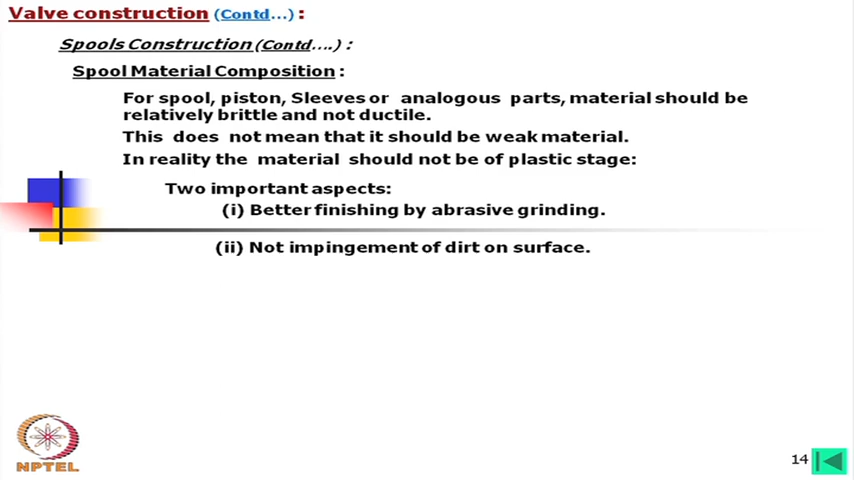 Valve construction (Contd...) :
Spools Construction (Contd....) :
Spool Material Composition :
For spool, piston, Sleeves or analogous parts, material should be
relatively brittle and not ductile.
This does not mean that it should be weak material.
In reality the material should not be of plastic stage:
Two important aspects:
(i) Better finishing by abrasive grinding.
(ii) Not impingement of dirt on surface.
NPTEL
14